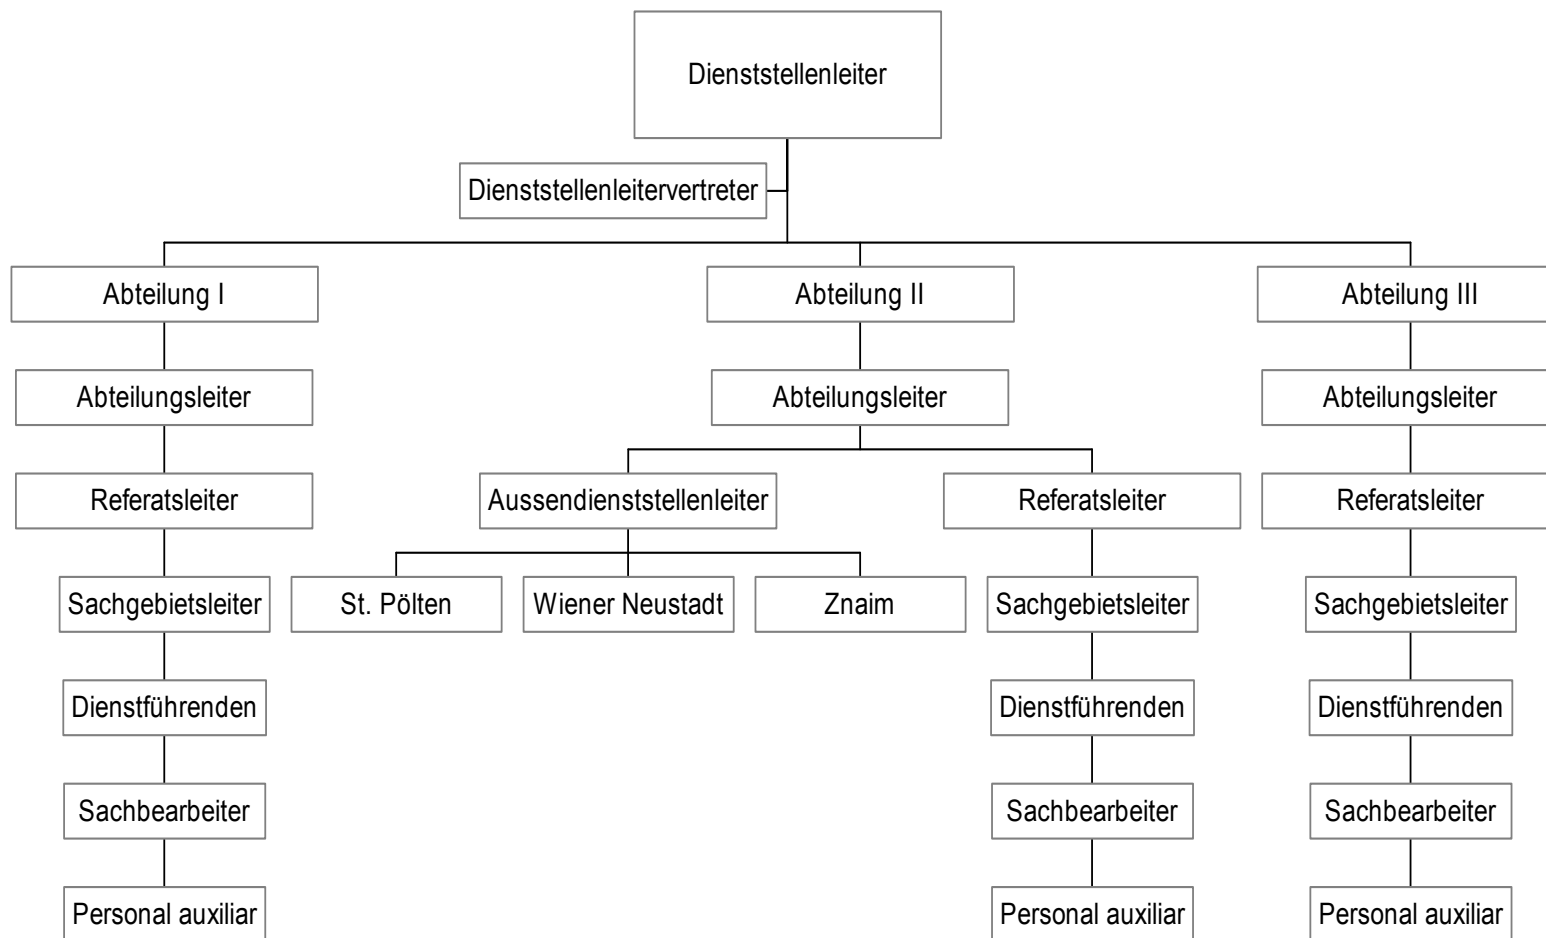 Dienststellenleiter
Dienststellenleitervertreter
Abteilung I
Abteilung II
Abteilung III
Abteilungsleiter
Abteilungsleiter
Abteilungsleiter
Referatsleiter
Aussendienststellenleiter
Referatsleiter
Referatsleiter
Sachgebietsleiter
St. Pölten
Wiener Neustadt
Znaim
Sachgebietsleiter
Sachgebietsleiter
Dienstführenden
Dienstführenden
Dienstführenden
Sachbearbeiter
Sachbearbeiter
Sachbearbeiter
Personal auxiliar
Personal auxiliar
Personal auxiliar